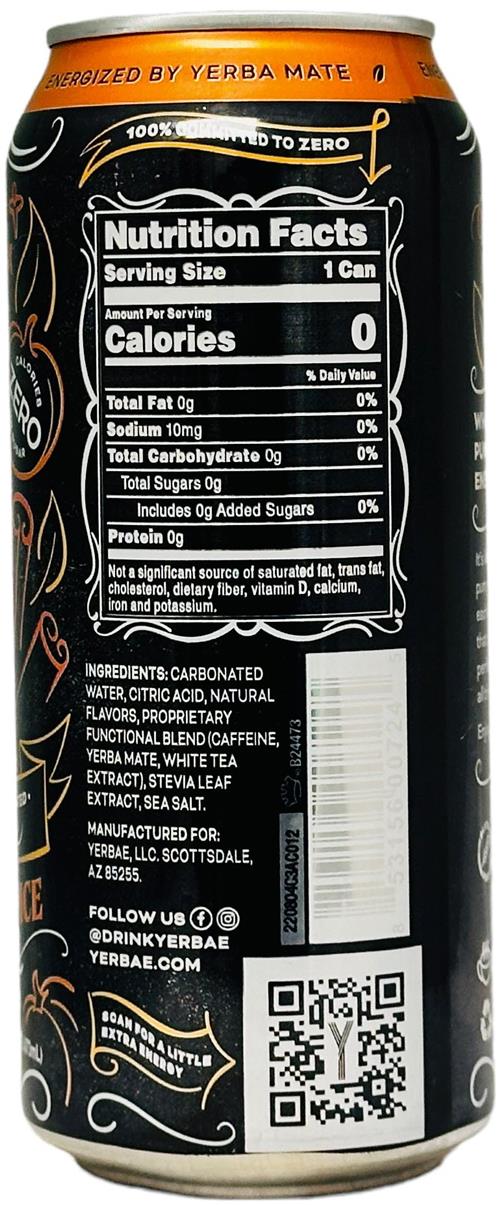 ENERGIZED BY YERBA MATE
100% COMMITTED TO ZERO
Nutrition Facts
Serving Size 1 Can
Amount Per Serving
Calories 0
% Daily Value
Total Fat 0g 0%
Sodium 10mg 0%
Total Carbohydrate 0g 0%
Total Sugars 0g
Includes 0g Added Sugars 0%
Protein 0g
Not a significant source of saturated fat, trans fat,
cholesterol, dietary fiber, vitamin D, calcium,
iron and potassium.
INGREDIENTS: CARBONATED
WATER, CITRIC ACID, NATURAL
FLAVORS, PROPRIETARY
FUNCTIONAL BLEND (CAFFEINE,
YERBA MATE, WHITE TEA
EXTRACT), STEVIA LEAF
EXTRACT, SEA SALT.
MANUFACTURED FOR:
YERBAE, LLC. SCOTTSDALE,
AZ 85255.
FOLLOW US
@DRINKYERBAE
YERBAE.COM
SCAN FOR A LITTLE
EXTRA ENERGY
B24473
CALORIES
ZERO
Y